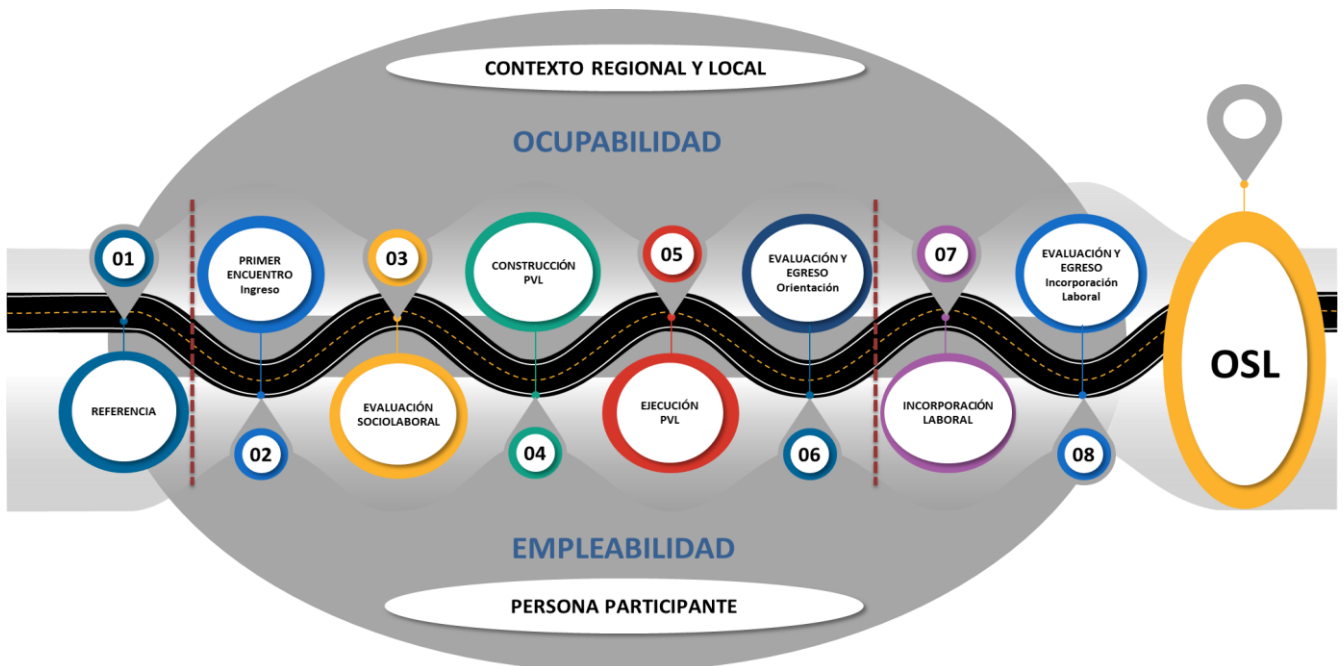 CONTEXTO REGIONAL Y LOCAL
OCUPABILIDAD
01
REFERENCIA
PRIMER
ENCUENTRO
Ingreso
02
03
EVALUACIÓN
SOCIOLABORAL
CONSTRUCCIÓN
PVL
04
05
EJECUCIÓN
PVL
EVALUACIÓN Y
EGRESO
Orientación
06
07
INCORPORACIÓN
LABORAL
EVALUACIÓN Y
EGRESO
Incorporación
Laboral
08
OSL
EMPLEABILIDAD
PERSONA PARTICIPANTE